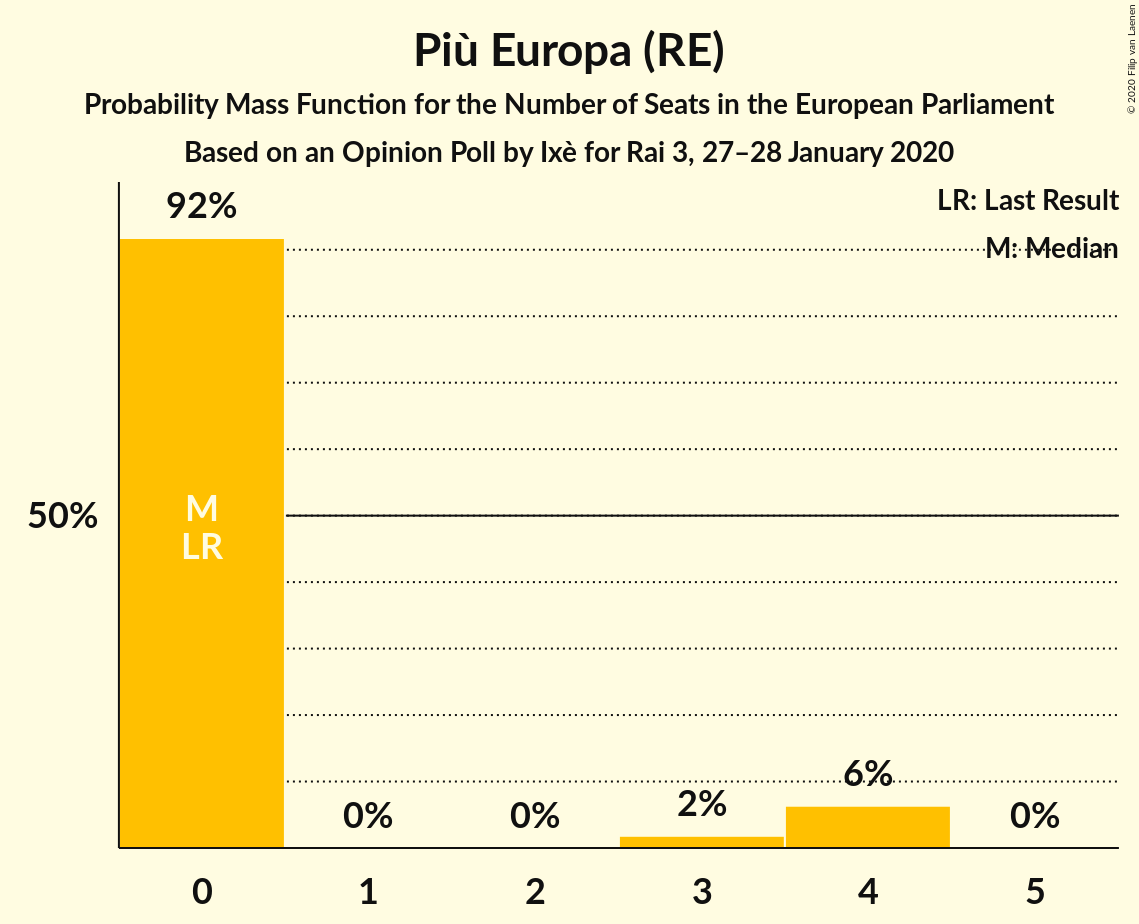 Più Europa (RE)
Probability Mass Function for the Number of Seats in the European Parliament
Based on an Opinion Poll by Ixè for Rai 3, 27–28 January 2020
© 2020 Filip van Laenen
LR: Last Result
M: Median
92%
50%
M
LR
0%
0%
2%
6%
0%
0
1
2
3
4
5